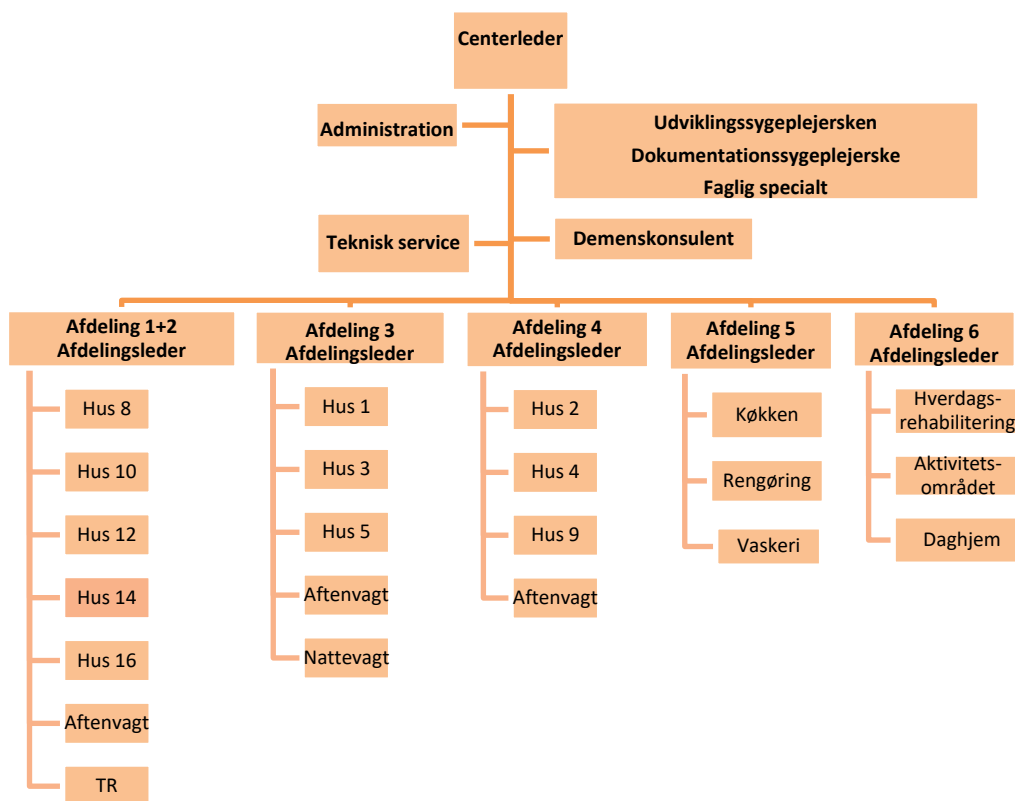 Centerleder
Administration
Udviklingssygeplejersken
Dokumentationssygeplejerske
Faglig specialt
Teknisk service
Demenskonsulent
Afdeling 1+2
Afdelingsleder
Hus 8
Hus 10
Hus 12
Hus 14
Hus 16
Aftenvagt
TR
Afdeling 3
Afdelingsleder
Hus 1
Hus 3
Hus 5
Aftenvagt
Nattevagt
Afdeling 4
Afdelingsleder
Hus 2
Hus 4
Hus 9
Aftenvagt
Afdeling 5
Afdelingsleder
Køkken
Rengøring
Vaskeri
Afdeling 6
Afdelingsleder
Hverdags-
rehabilitering
Aktivitets-
området
Daghjem